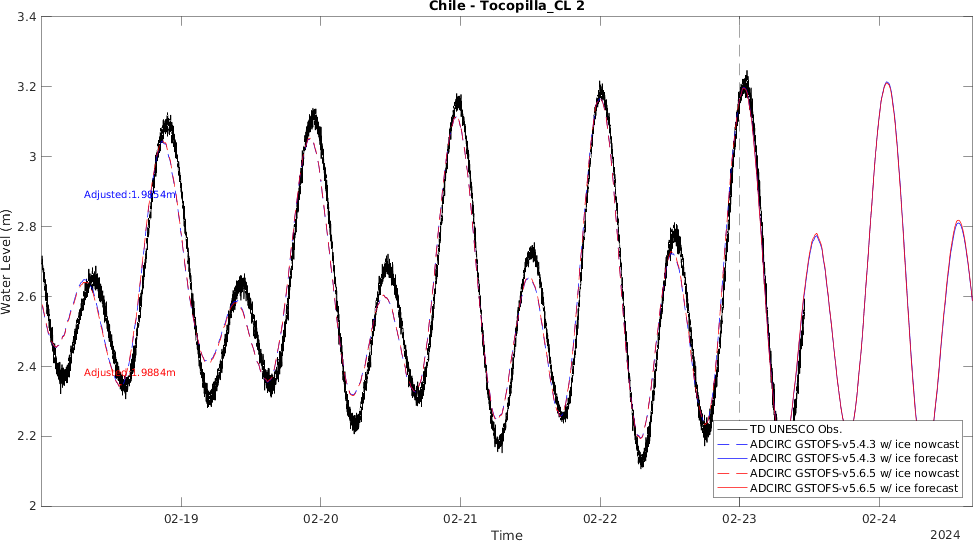 Chile - Tocopilla_CL 2
3.4
3.2
3
2.8
2.6
2.4
2.2
2
Water Level (m)
Adjusted:1.9854m
Adjusted:1.9884m
TD UNESCO Obs.
ADCIRC GSTOFS-v5.4.3 w/ ice nowcast
ADCIRC GSTOFS-v5.4.3 w/ ice forecast
ADCIRC GSTOFS-v5.6.5 w/ ice nowcast
ADCIRC GSTOFS-v5.6.5 w/ ice forecast
02-19
02-20
02-21
02-22
02-23
02-24
Time
2024